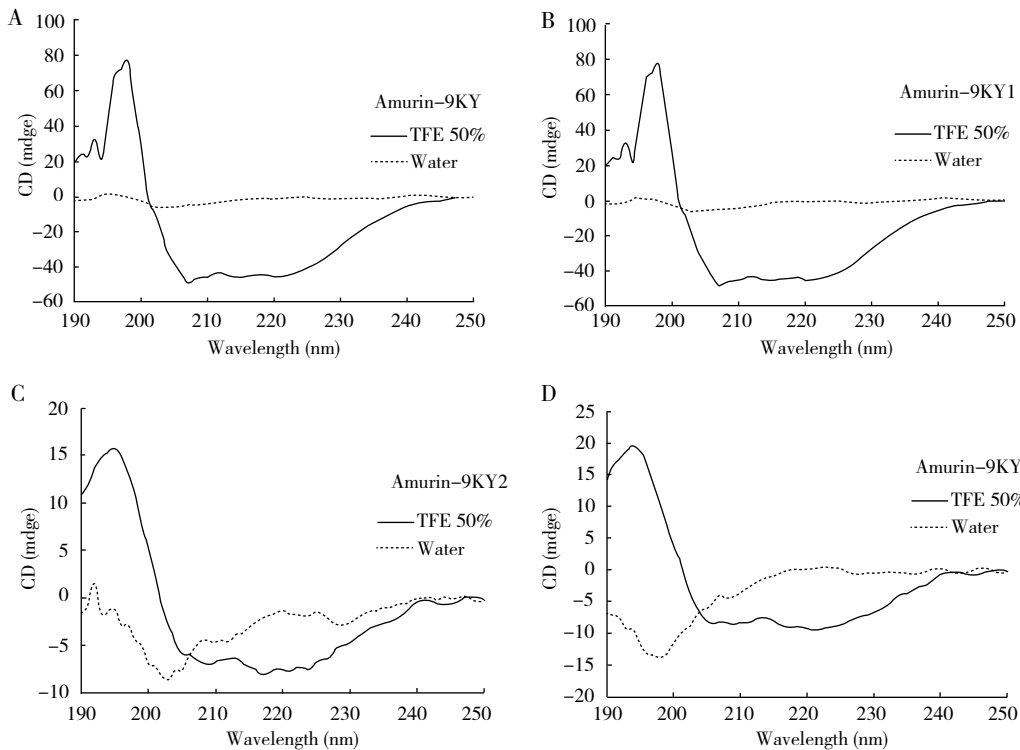 A
100
80
60
40
20
0
−20
−40
−60
CD (mdge)
190 200 210 220 230 240 250
Wavelength (nm)
Amurin−9KY
TFE 50%
Water
B
100
80
60
40
20
0
−20
−40
−60
CD (mdge)
190 200 210 220 230 240 250
Wavelength (nm)
Amurin−9KY1
TFE 50%
Water
C
20
15
10
5
0
−5
−10
CD (mdge)
190 200 210 220 230 240 250
Wavelength (nm)
Amurin−9KY2
TFE 50%
Water
D
25
20
15
10
5
0
−5
−10
−15
−20
CD (mdge)
190 200 210 220 230 240 250
Wavelength (nm)
Amurin−9KY
TFE 50%
Water